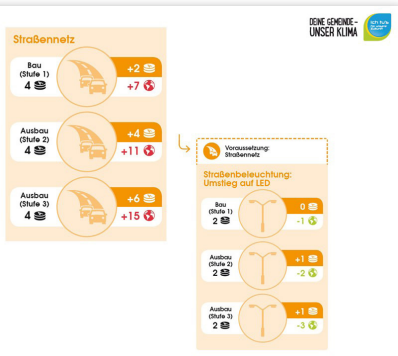 DEINE GEMEINDE -
UNSER KLIMA
Straßennetz
Bau
(Stufe 1)
4
+2
+7
Ausbau
(Stufe 2)
4
+4
+11
Ausbau
(Stufe 3)
4
+6
+15
Voraussetzung:
Straßennetz
Straßenbeleuchtung:
Umstieg auf LED
Bau
(Stufe 1)
2
0
-1
Ausbau
(Stufe 2)
2
+1
-2
Ausbau
(Stufe 3)
2
+1
-3